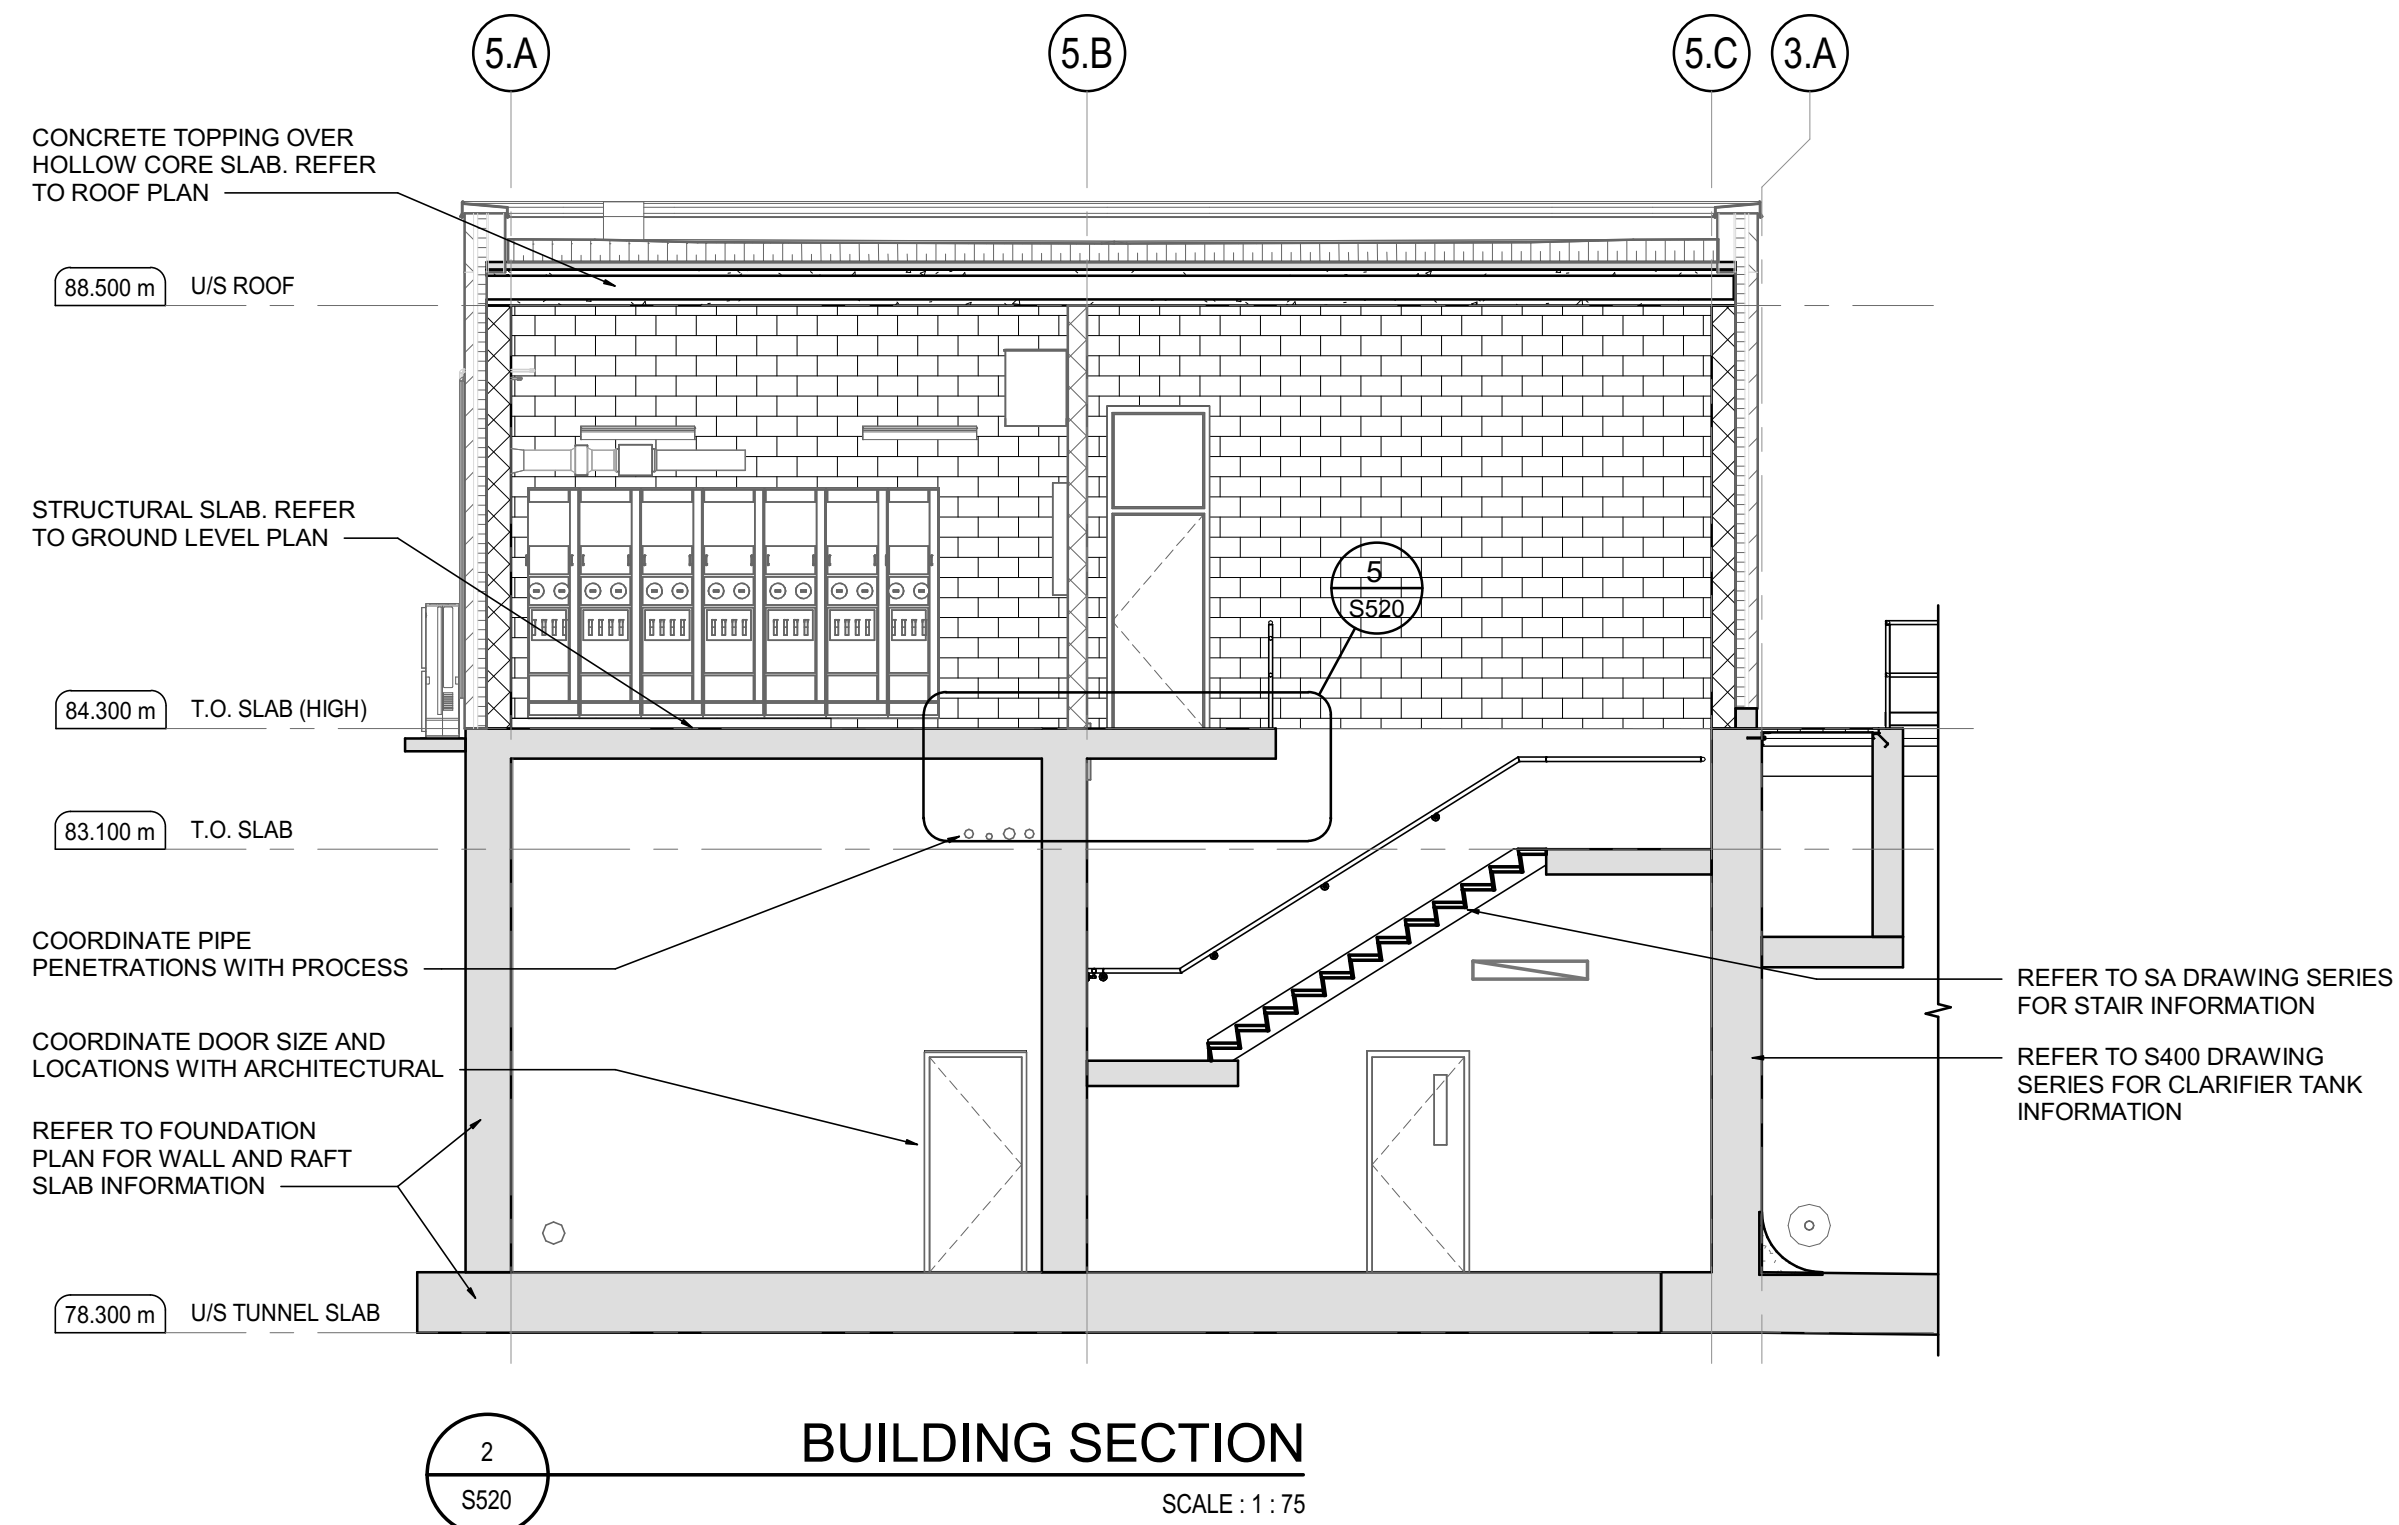 5.A
5.B
5.C
3.A
CONCRETE TOPPING OVER
HOLLOW CORE SLAB. REFER
TO ROOF PLAN
88.500 m
U/S ROOF
STRUCTURAL SLAB. REFER
TO GROUND LEVEL PLAN
5
S520
84.300 m
T.O. SLAB (HIGH)
83.100 m
T.O. SLAB
COORDINATE PIPE
PENETRATIONS WITH PROCESS
COORDINATE DOOR SIZE AND
LOCATIONS WITH ARCHITECTURAL
REFER TO FOUNDATION
PLAN FOR WALL AND RAFT
SLAB INFORMATION
78.300 m
U/S TUNNEL SLAB
REFER TO SA DRAWING SERIES
FOR STAIR INFORMATION
REFER TO S400 DRAWING
SERIES FOR CLARIFIER TANK
INFORMATION
2
S520
BUILDING SECTION
SCALE : 1 : 75